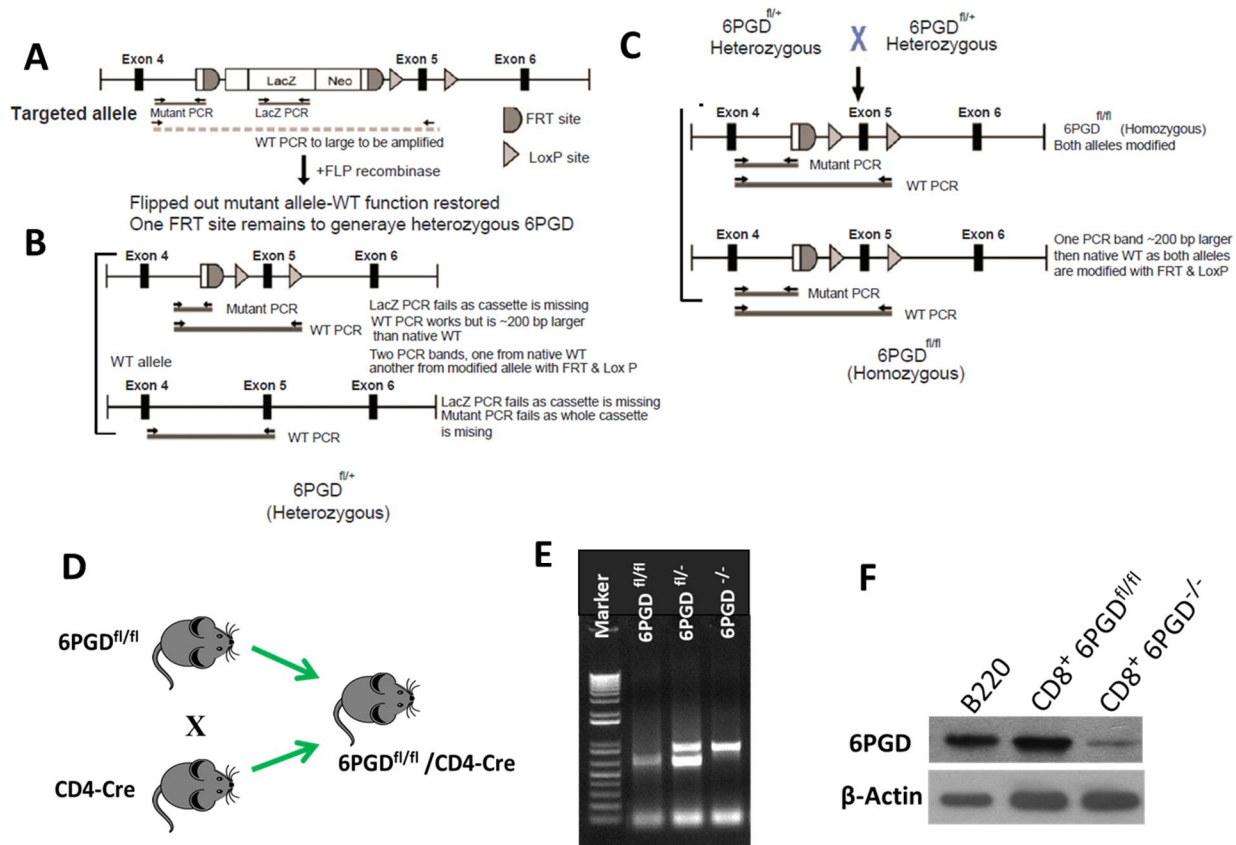 A
Exon 4
Exon 5
Exon 6
LacZ
Neo
Targeted allele
Mutant PCR
LacZ PCR
WT PCR to large to be amplified
FRT site
LoxP site
+FLP recombinase
Flipped out mutant allele-WT function restored
One FRT site remains to generaye heterozygous 6PGD
B
Exon 4
Exon 5
Exon 6
Mutant PCR
WT PCR
LacZ PCR fails as cassette is missing
WT PCR works but is ~200 bp larger
than native WT
Two PCR bands, one from native WT
another from modified allele with FRT & Lox P
WT allele
Exon 4
Exon 5
Exon 6
WT PCR
LacZ PCR fails as cassette is missing
Mutant PCR fails as whole cassette
is mising
6PGD fl/+
(Heterozygous)
C
6PGD fl/+
Heterozygous
X
6PGD fl/+
Heterozygous
Exon 4
Exon 5
Exon 6
Mutant PCR
WT PCR
6PGD fl/fl (Homozygous)
Both alleles modified
Exon 4
Exon 5
Exon 6
Mutant PCR
WT PCR
One PCR band ~200 bp larger
then native WT as both alleles
are modified with FRT & LoxP
6PGD fl/fl
(Homozygous)
D
6PGD fl/fl
X
CD4-Cre
6PGD fl/fl /CD4-Cre
E
Marker
6PGD fl/fl
6PGD fl/-
6PGD -/-
F
B220
CD8+ 6PGD fl/fl
CD8+ 6PGD -/-
6PGD
β-Actin